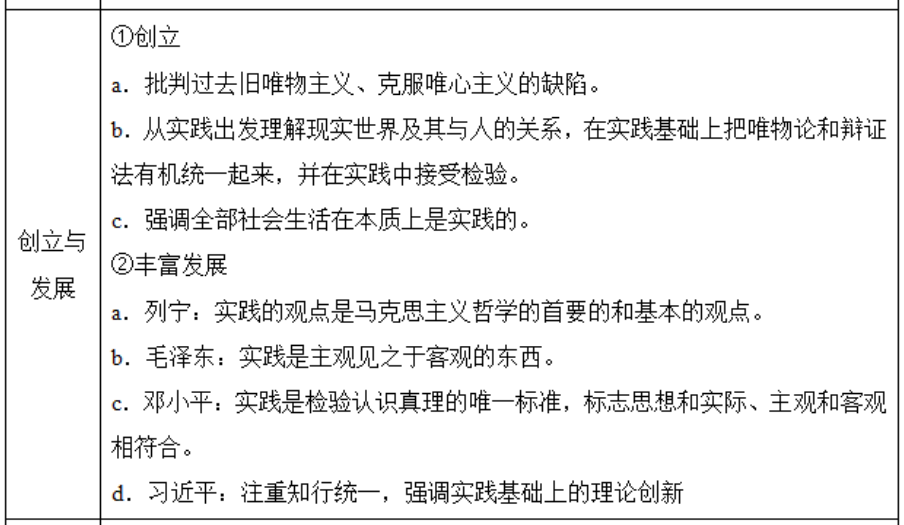 创立与
发展
①创立
a．批判过去旧唯物主义、克服唯心主义的缺陷。
b．从实践出发理解现实世界及其与人的关系，在实践基础上把唯物论和辩证
法有机统一起来，并在实践中接受检验。
c．强调全部社会生活在本质上是实践的。
②丰富发展
a．列宁：实践的观点是马克思主义哲学的首要的和基本的观点。
b．毛泽东：实践是主观见之于客观的东西。
c．邓小平：实践是检验认识真理的唯一标准，标志思想和实际、主观和客观
相符合。
d．习近平：注重知行统一，强调实践基础上的理论创新